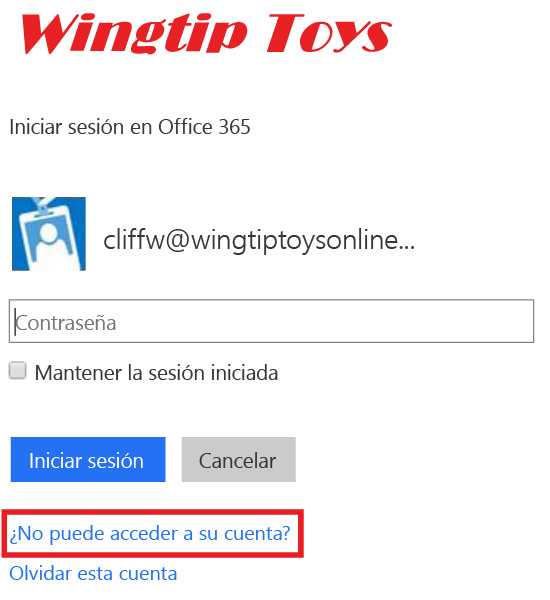 Wingtip Toys
Iniciar sesión en Office 365
cliffw@wingtiptoysonline...
Contraseña
Mantener la sesión iniciada
Iniciar sesión
Cancelar
¿No puede acceder a su cuenta?
Olvidar esta cuenta